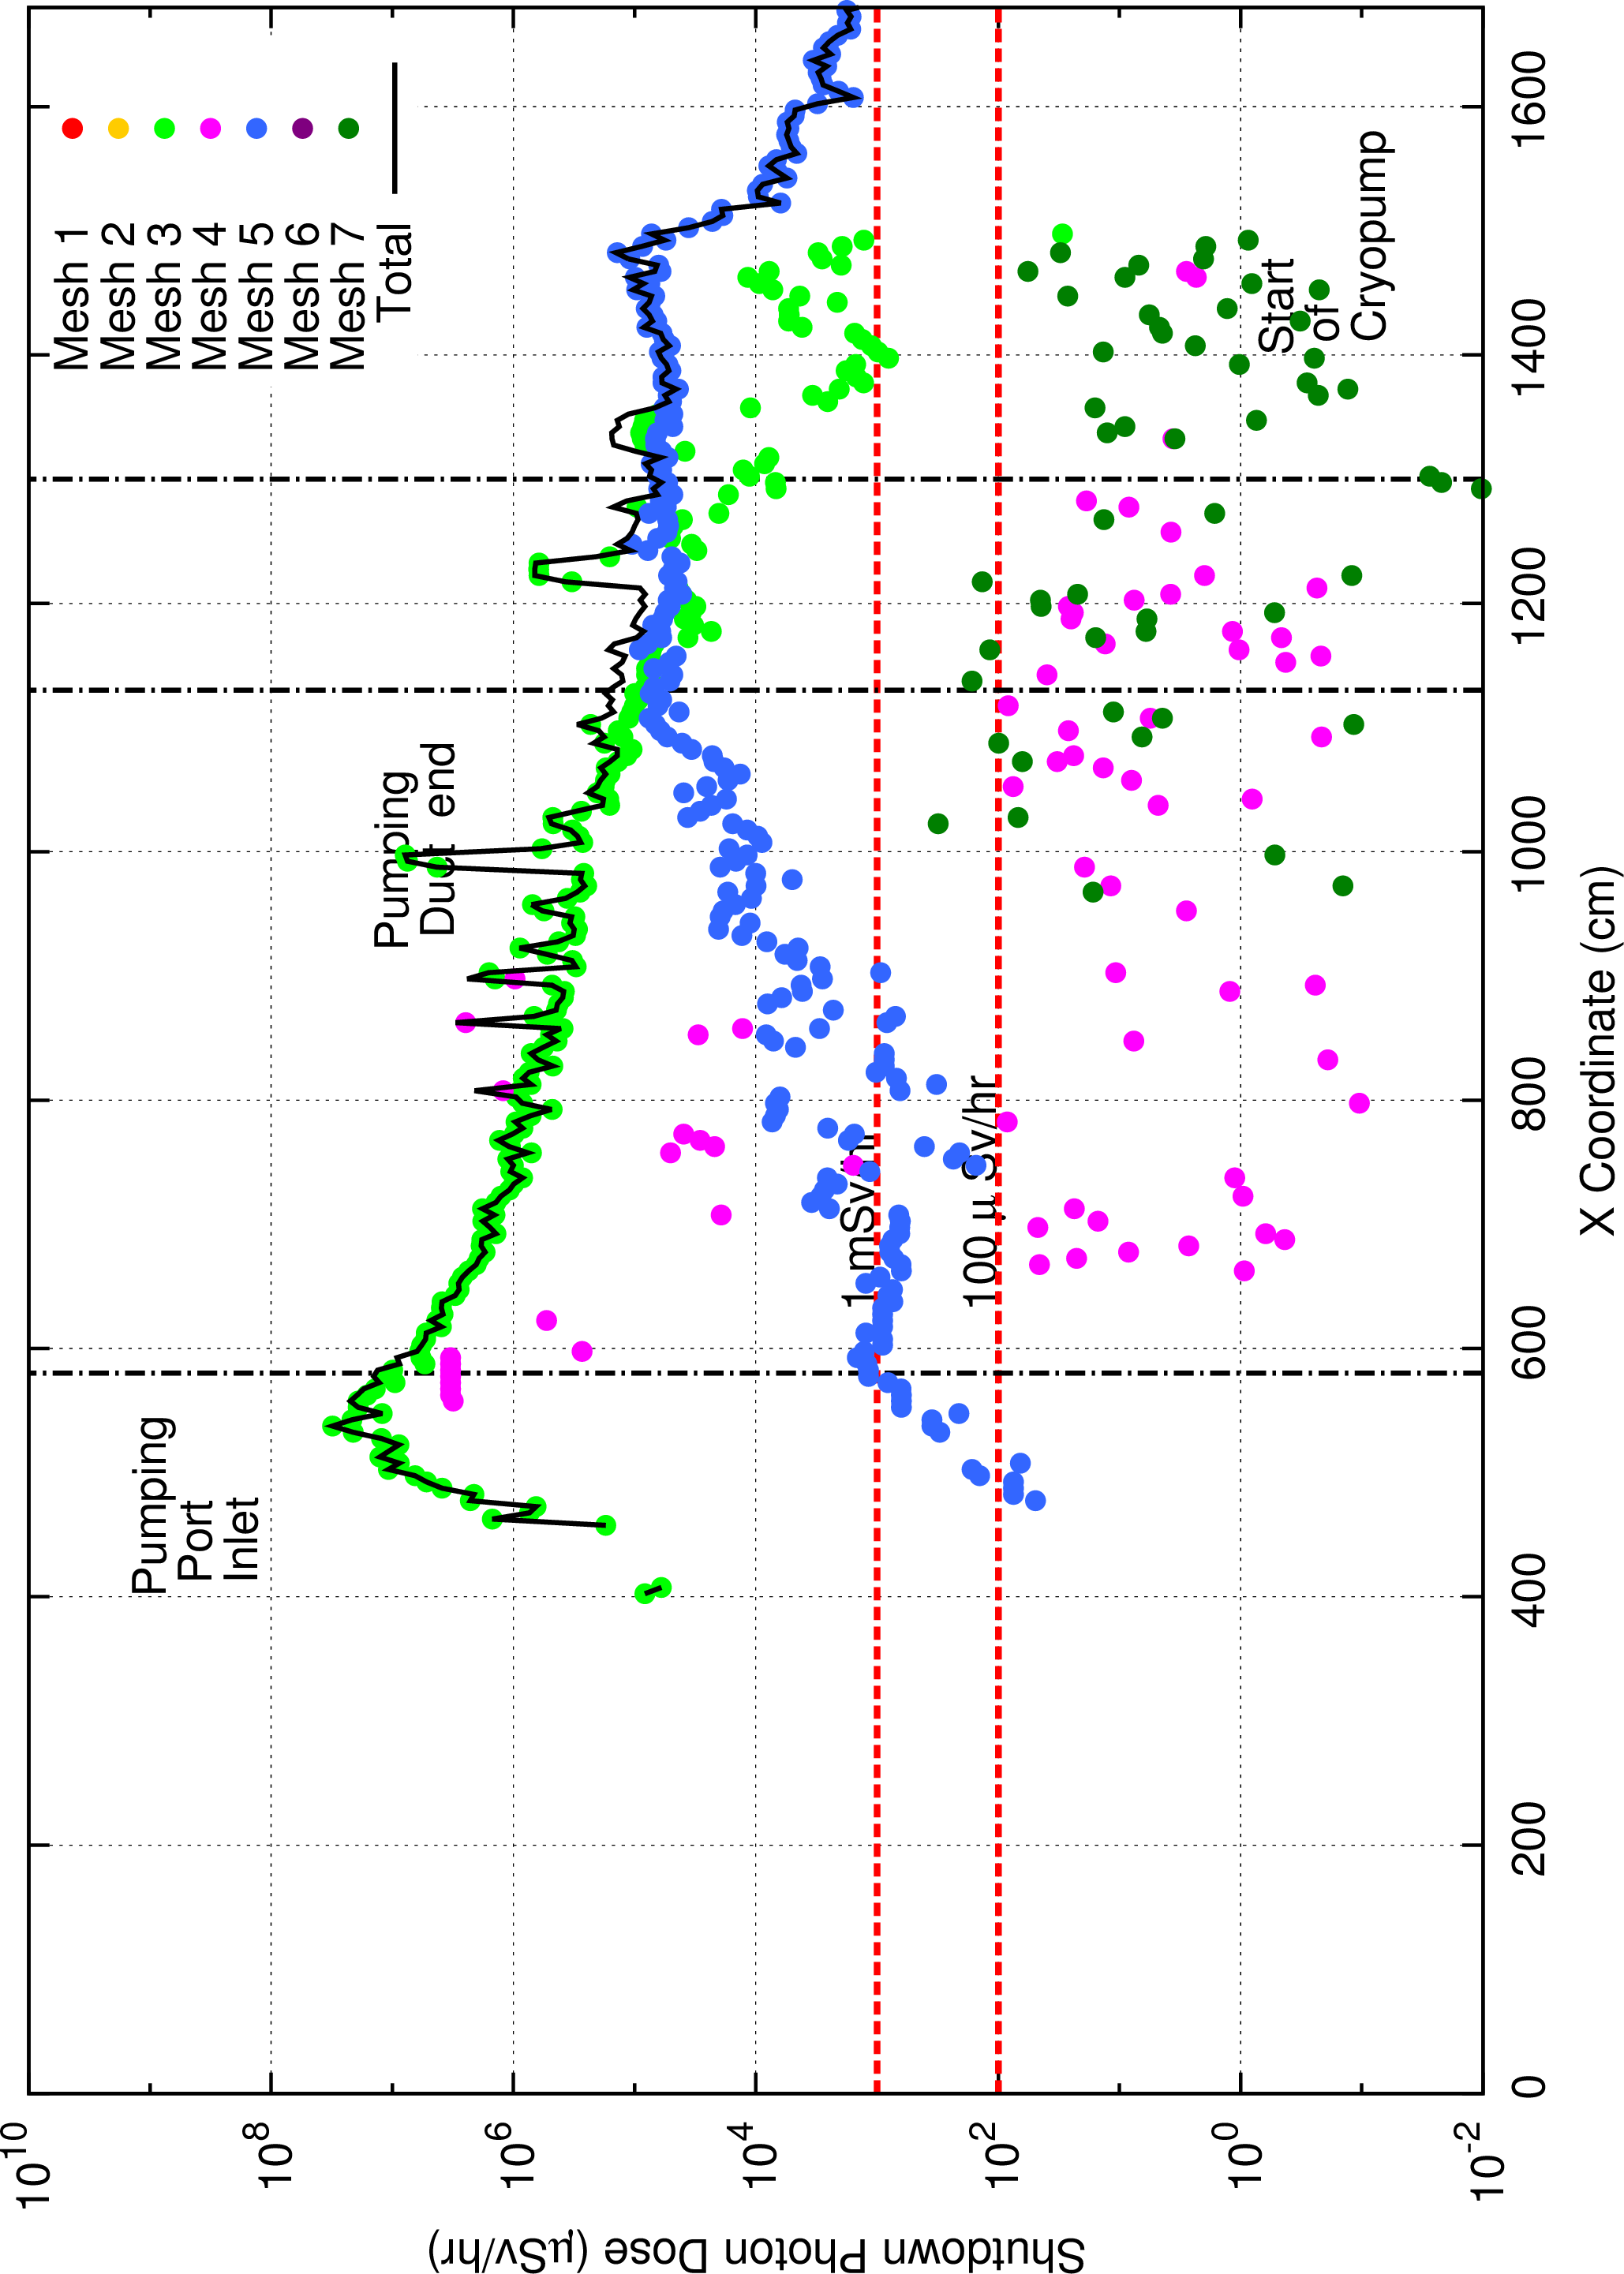 Shutdown Photon Dose (μSv/hr)
10^10
10^8
10^6
10^4
10^2
10^0
10^-2
0
200
400
600
800
1000
1200
1400
1600
X Coordinate (cm)
Pumping
Port
Inlet
Pumping
Duct end
Start
of
Cryopump
1 mSv/hr
100 μ Sv/hr
Mesh 1
Mesh 2
Mesh 3
Mesh 4
Mesh 5
Mesh 6
Mesh 7
Total